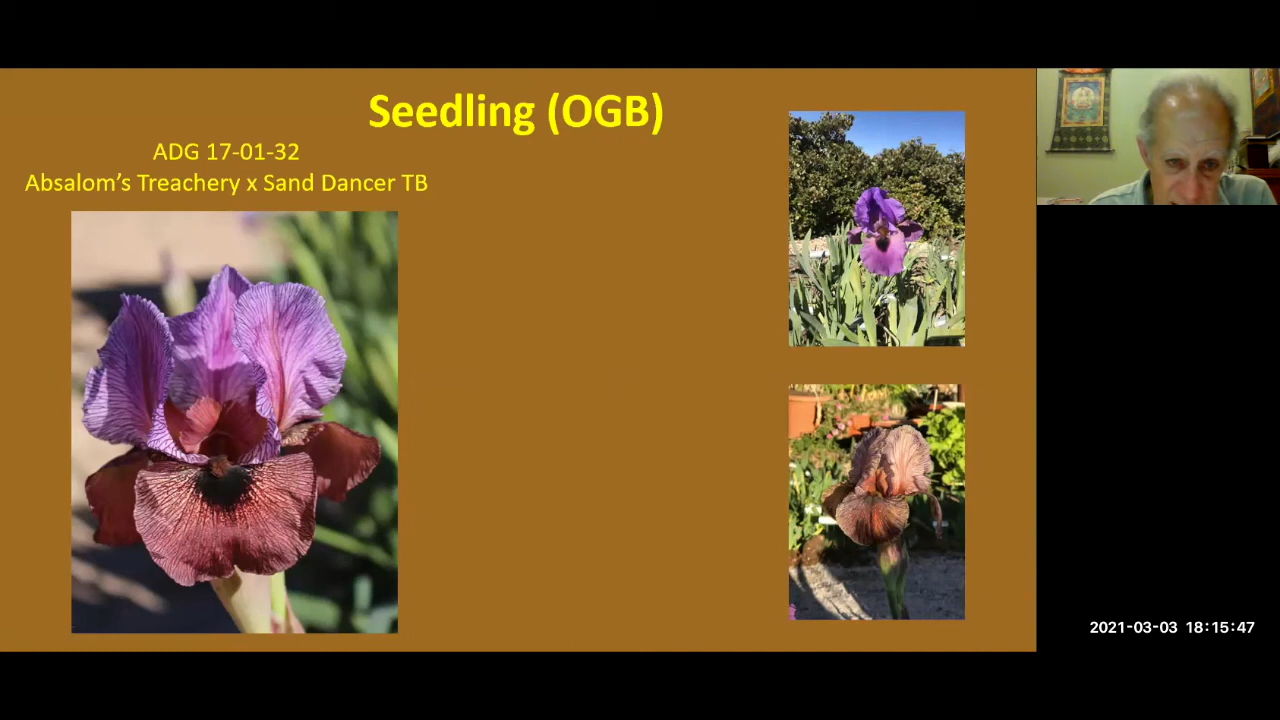 Seedling (OGB)
ADG 17-01-32
Absalom’s Treachery x Sand Dancer TB
2021-03-03 18:15:47